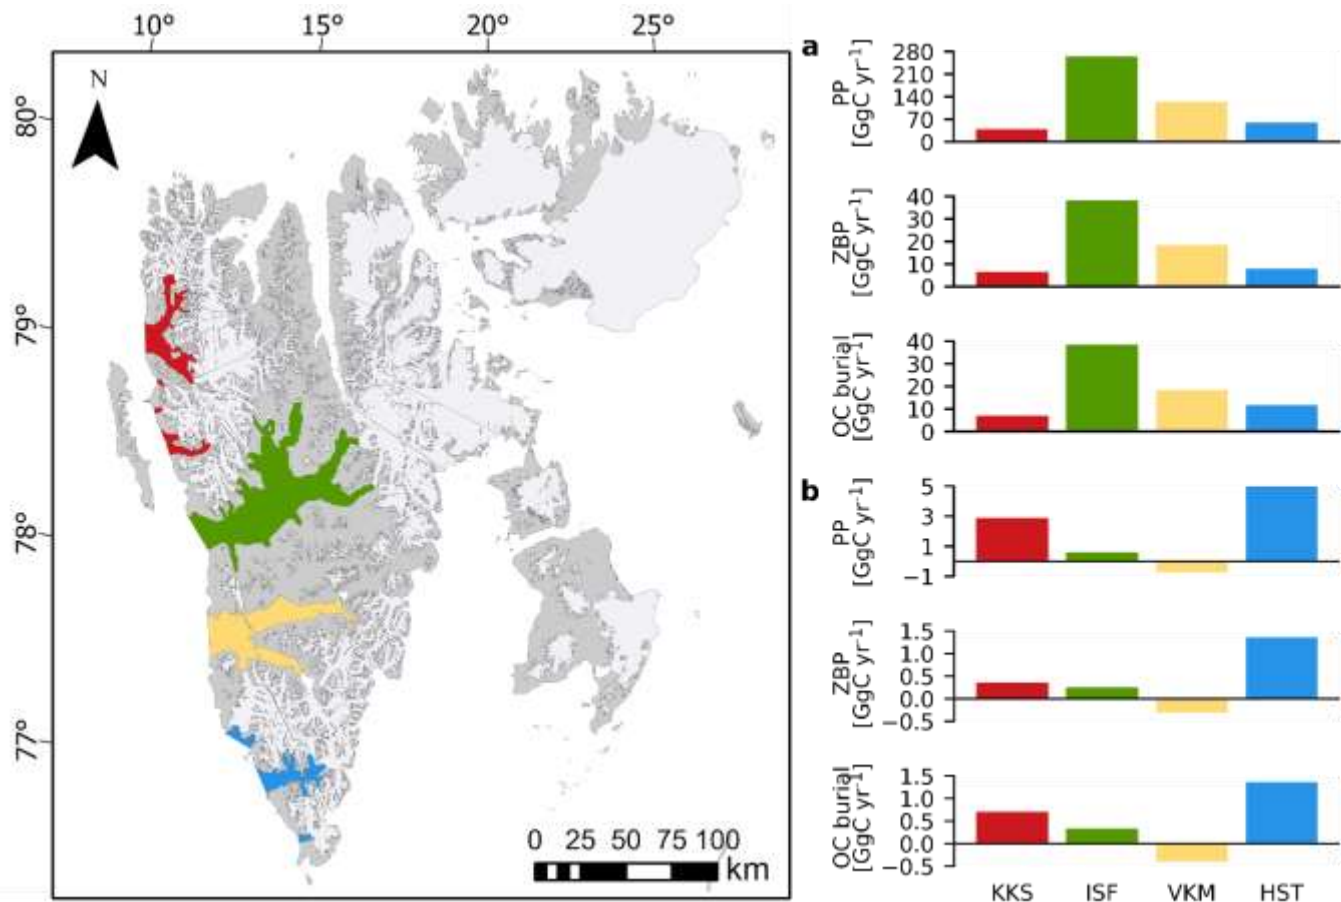 10° 15° 20° 25°
N
80°
79°
78°
77°
0 25 50 75 100
km
a
PP
[GgC yr⁻¹]
280
210
140
70
0
ZBP
[GgC yr⁻¹]
40
30
20
10
0
OC burial
[GgC yr⁻¹]
40
30
20
10
0
b
PP
[GgC yr⁻¹]
5
3
1
−1
ZBP
[GgC yr⁻¹]
1.5
1.0
0.5
0.0
−0.5
OC burial
[GgC yr⁻¹]
1.5
1.0
0.5
0.0
−0.5
KKS ISF VKM HST